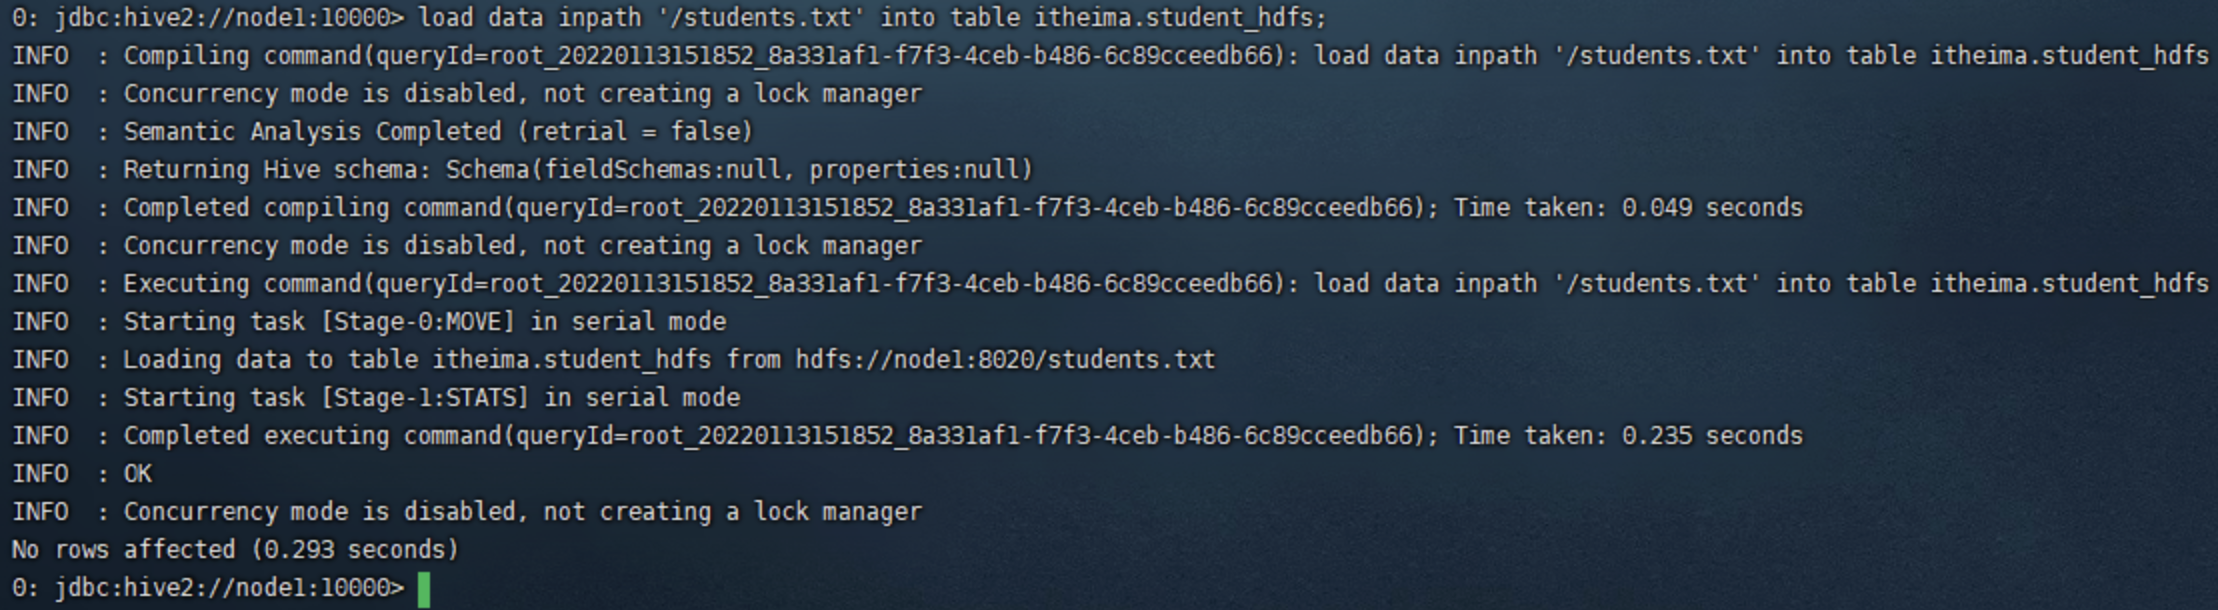 0: jdbc:hive2://node1:10000> load data inpath '/students.txt' into table itheima.student_hdfs;
INFO  : Compiling command(queryId=root_20220113151852_8a331af1-f7f3-4ceb-b486-6c89cceedb66): load data inpath '/students.txt' into table itheima.student_hdfs
INFO  : Concurrency mode is disabled, not creating a lock manager
INFO  : Semantic Analysis Completed (retrial = false)
INFO  : Returning Hive schema: Schema(fieldSchemas:null, properties:null)
INFO  : Completed compiling command(queryId=root_20220113151852_8a331af1-f7f3-4ceb-b486-6c89cceedb66); Time taken: 0.049 seconds
INFO  : Concurrency mode is disabled, not creating a lock manager
INFO  : Executing command(queryId=root_20220113151852_8a331af1-f7f3-4ceb-b486-6c89cceedb66): load data inpath '/students.txt' into table itheima.student_hdfs
INFO  : Starting task [Stage-0:MOVE] in serial mode
INFO  : Loading data to table itheima.student_hdfs from hdfs://node1:8020/students.txt
INFO  : Starting task [Stage-1:STATS] in serial mode
INFO  : Completed executing command(queryId=root_20220113151852_8a331af1-f7f3-4ceb-b486-6c89cceedb66); Time taken: 0.235 seconds
INFO  : OK
INFO  : Concurrency mode is disabled, not creating a lock manager
No rows affected (0.293 seconds)
0: jdbc:hive2://node1:10000>